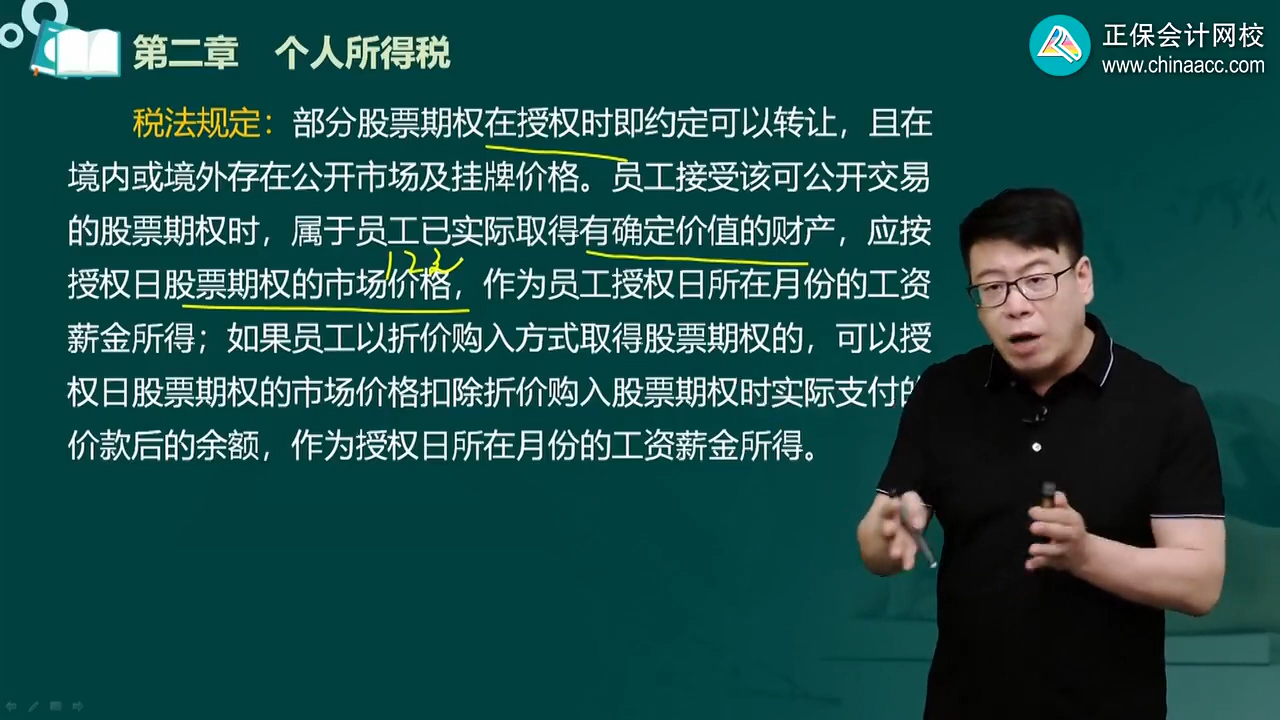 第二章 个人所得税
正保会计网校
www.chinaacc.com
税法规定：部分股票期权在授权时即约定可以转让，且在
境内或境外存在公开市场及挂牌价格。员工接受该可公开交易
的股票期权时，属于员工已实际取得有确定价值的财产，应按
授权日股票期权的市场价格，作为员工授权日所在月份的工资
薪金所得；如果员工以折价购入方式取得股票期权的，可以授
权日股票期权的市场价格扣除折价购入股票期权时实际支付的
价款后的余额，作为授权日所在月份的工资薪金所得。